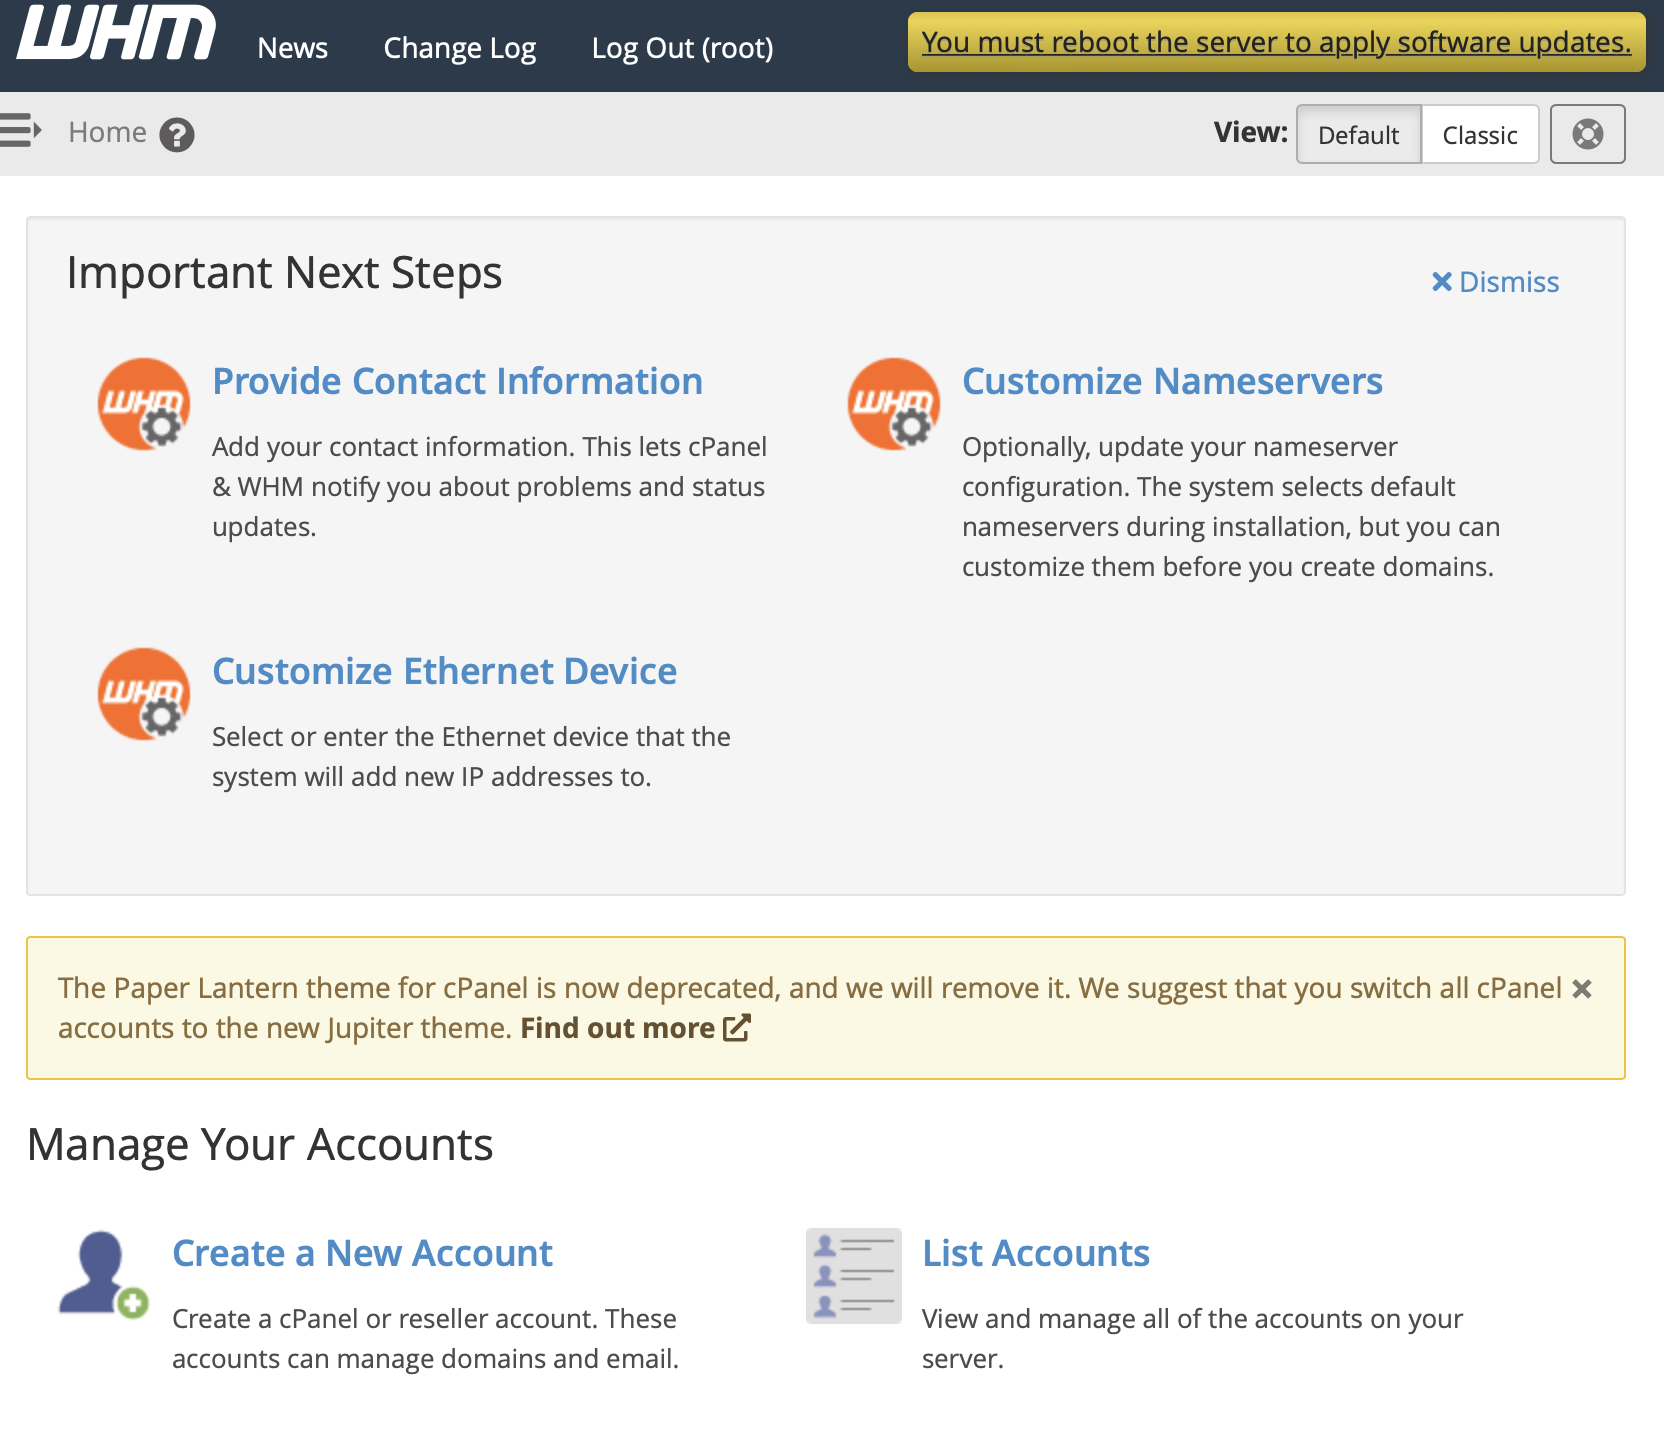 WHM
News Change Log Log Out (root) You must reboot the server to apply software updates.
Home View: Default Classic
Important Next Steps
Dismiss
WHM Provide Contact Information
Add your contact information. This lets cPanel
& WHM notify you about problems and status
updates.
WHM Customize Nameservers
Optionally, update your nameserver
configuration. The system selects default
nameservers during installation, but you can
customize them before you create domains.
WHM Customize Ethernet Device
Select or enter the Ethernet device that the
system will add new IP addresses to.
The Paper Lantern theme for cPanel is now deprecated, and we will remove it. We suggest that you switch all cPanel
accounts to the new Jupiter theme. Find out more
Manage Your Accounts
Create a New Account
Create a cPanel or reseller account. These
accounts can manage domains and email.
List Accounts
View and manage all of the accounts on your
server.